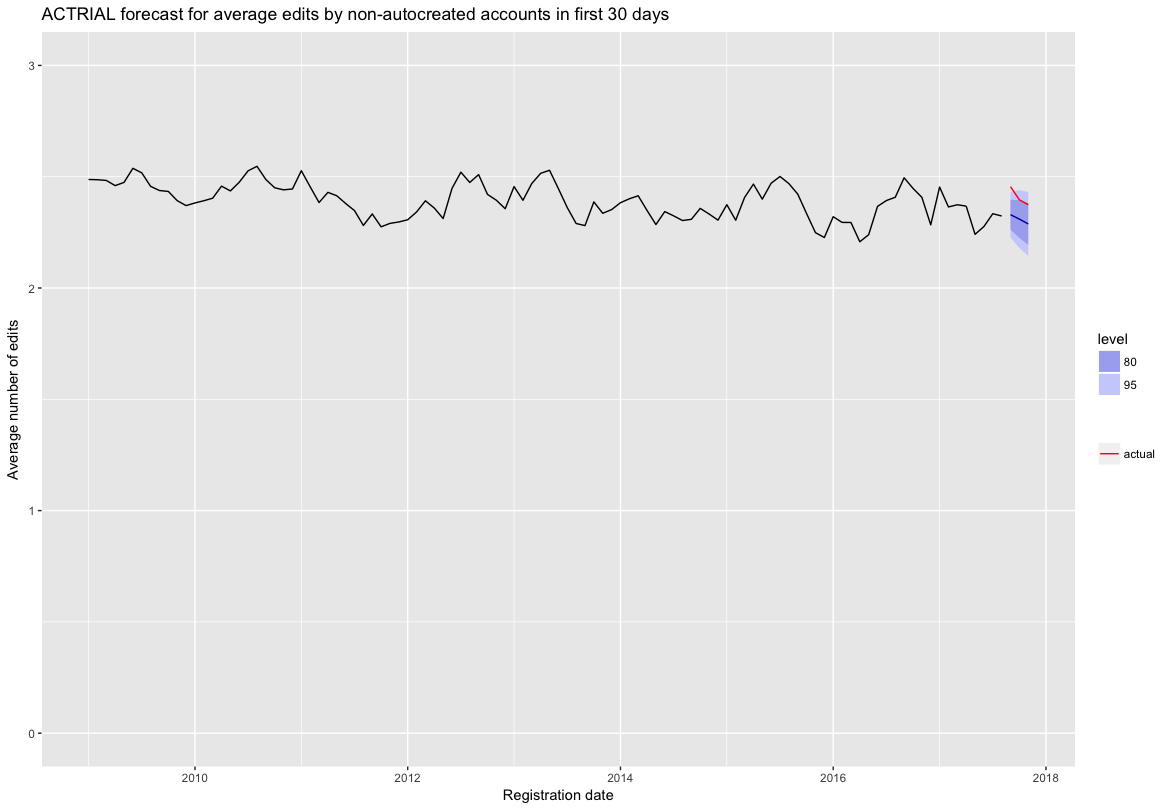 ACTRIAL forecast for average edits by non-autocreated accounts in first 30 days
3
2
1
0
Average number of edits
2010
2012
2014
2016
2018
Registration date
level
80
95
actual